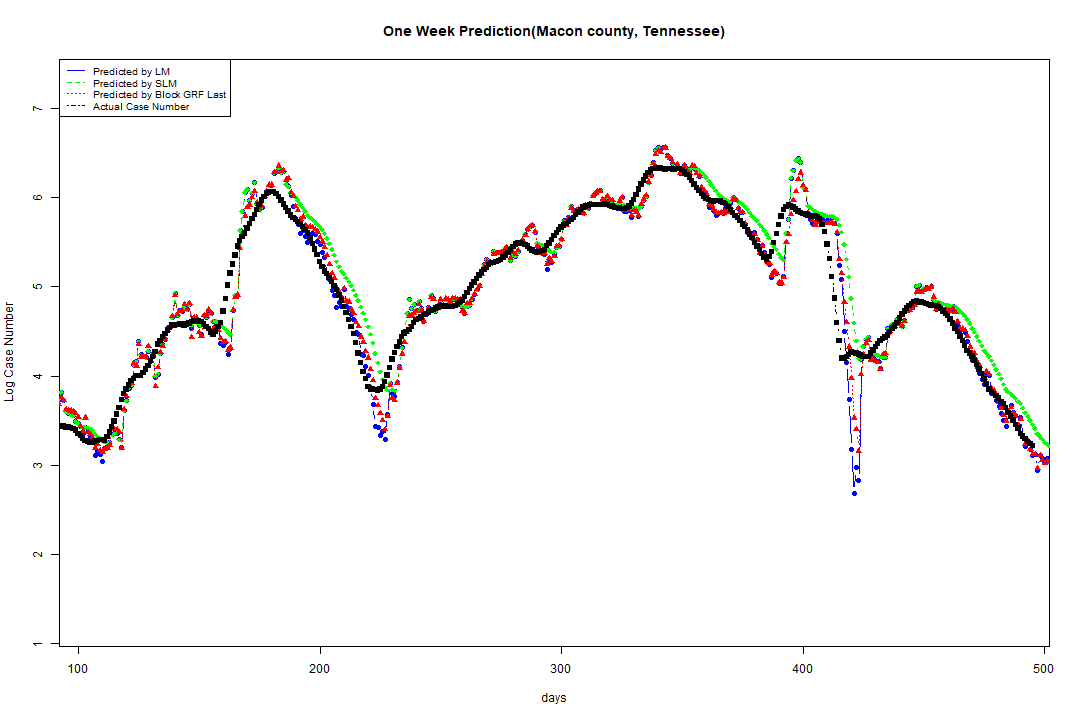 One Week Prediction(Macon county, Tennessee)
Predicted by LM
Predicted by SLM
Predicted by Block GRF Last
Actual Case Number
7
6
5
4
3
2
1
Log Case Number
100 200 300 400 500
days